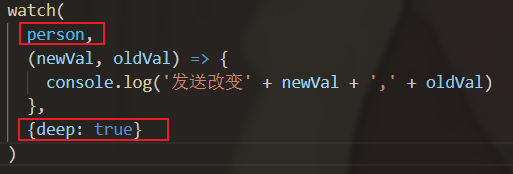 watch(
person,
(newVal, oldVal) => {
console.log('发送改变' + newVal + ',' + oldVal)
},
{deep: true}
)